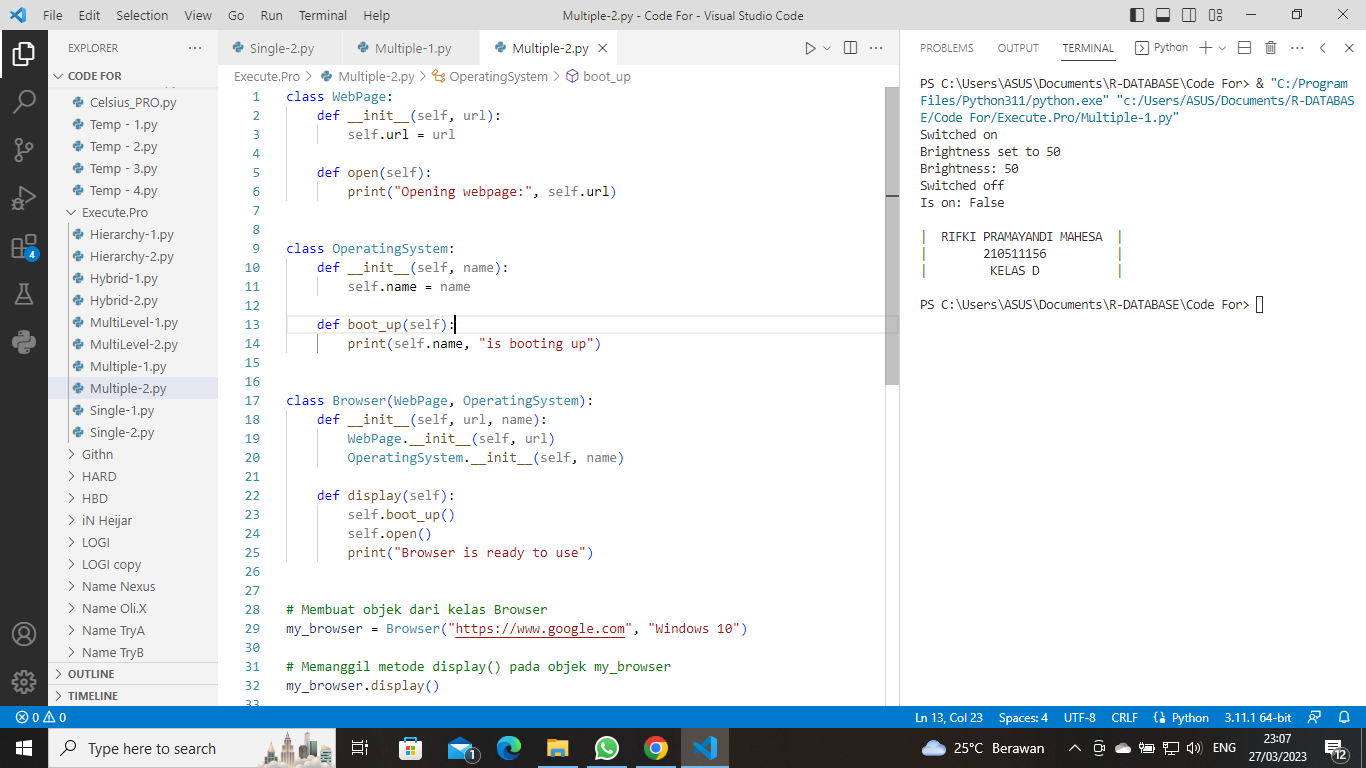 File Edit Selection View Go Run Terminal Help
Multiple-2.py - Code For - Visual Studio Code
EXPLORER
CODE FOR
Celsius_PRO.py
Temp - 1.py
Temp - 2.py
Temp - 3.py
Temp - 4.py
Execute.Pro
Hierarchy-1.py
Hierarchy-2.py
Hybrid-1.py
Hybrid-2.py
MultiLevel-1.py
MultiLevel-2.py
Multiple-1.py
Multiple-2.py
Single-1.py
Single-2.py
Githn
HARD
HBD
iN Heijar
LOGI
LOGI copy
Name Nexus
Name Oli.X
Name TryA
Name TryB
OUTLINE
TIMELINE
4
Single-2.py Multiple-1.py Multiple-2.py
Execute.Pro > Multiple-2.py > OperatingSystem > boot_up
1 class WebPage:
2     def __init__(self, url):
3         self.url = url
4
5     def open(self):
6         print("Opening webpage:", self.url)
7
8
9 class OperatingSystem:
10     def __init__(self, name):
11         self.name = name
12
13     def boot_up(self):
14         print(self.name, "is booting up")
15
16
17 class Browser(WebPage, OperatingSystem):
18     def __init__(self, url, name):
19         WebPage.__init__(self, url)
20         OperatingSystem.__init__(self, name)
21
22     def display(self):
23         self.boot_up()
24         self.open()
25         print("Browser is ready to use")
26
27
28 # Membuat objek dari kelas Browser
29 my_browser = Browser("https://www.google.com", "Windows 10")
30
31 # Memanggil metode display() pada objek my_browser
32 my_browser.display()
33
PROBLEMS OUTPUT TERMINAL Python
PS C:\Users\ASUS\Documents\R-DATABASE\Code For> & "C:/Program
Files/Python311/python.exe" "c:/Users/ASUS/Documents/R-DATABAS
E/Code For/Execute.Pro/Multiple-1.py"
Switched on
Brightness set to 50
Brightness: 50
Switched off
Is on: False
| RIFKI PRAMAYANDI MAHESA |
| 210511156 |
| KELAS D |
PS C:\Users\ASUS\Documents\R-DATABASE\Code For>
0 0
Ln 13, Col 23 Spaces: 4 UTF-8 CRLF Python 3.11.1 64-bit
Type here to search
1
25°C Berawan
ENG
23:07
27/03/2023
12